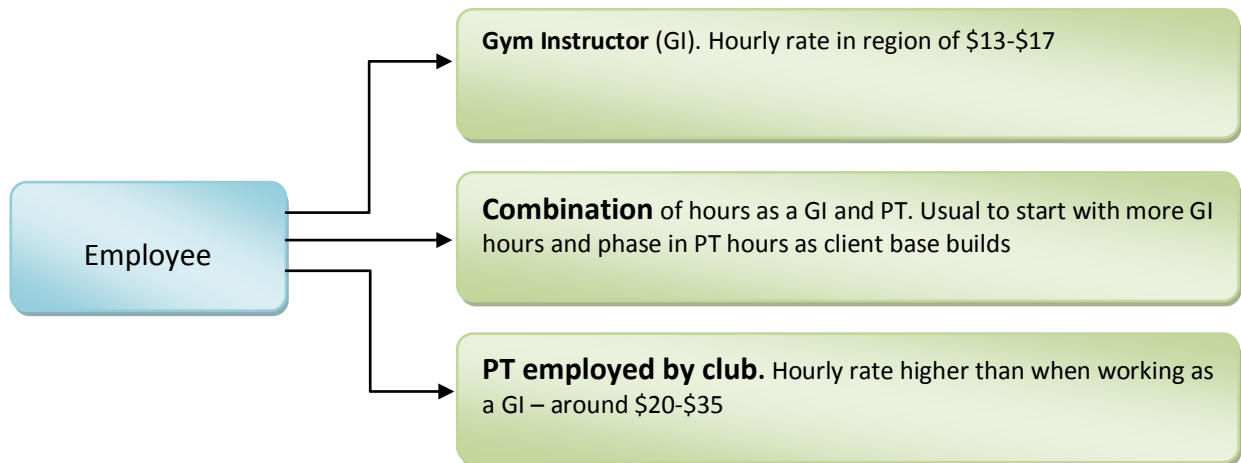 Gym Instructor (GI). Hourly rate in region of $13-$17
Employee
Combination of hours as a GI and PT. Usual to start with more GI
hours and phase in PT hours as client base builds
PT employed by club. Hourly rate higher than when working as
a GI – around $20-$35